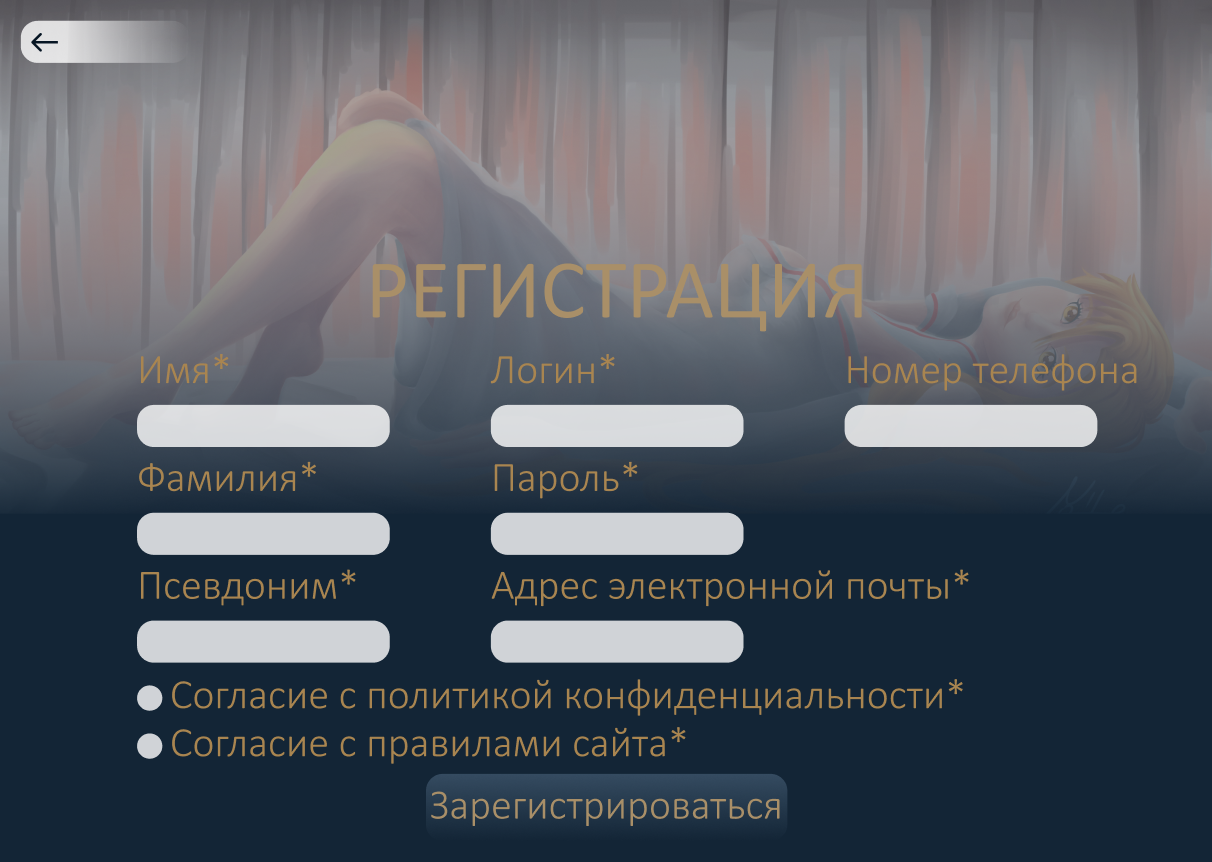 РЕГИСТРАЦИЯ
Имя* Логин* Номер телефона
Фамилия* Пароль*
Псевдоним* Адрес электронной почты*
Согласие с политикой конфиденциальности*
Согласие с правилами сайта*
Зарегистрироваться